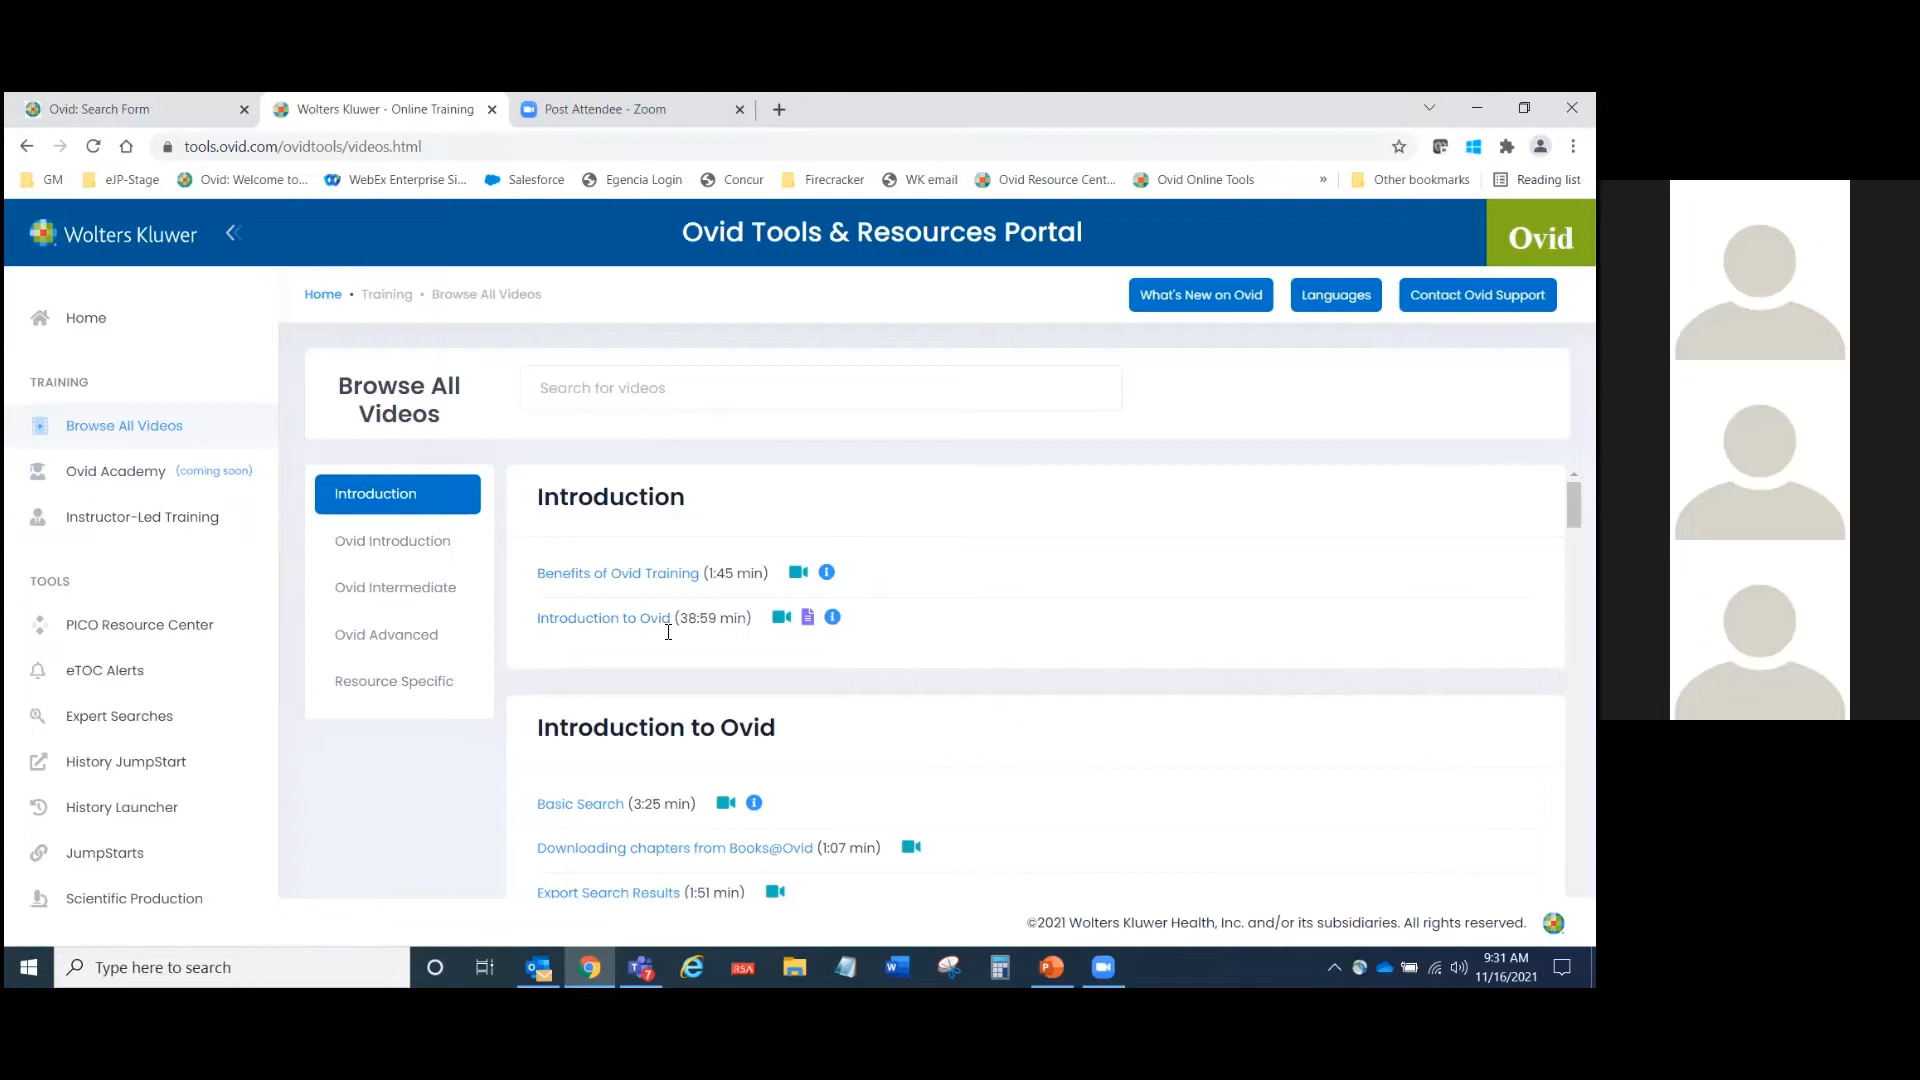 Ovid: Search Form
Wolters Kluwer - Online Training
Post Attendee - Zoom
tools.ovid.com/ovidtools/videos.html
GM
eJP-Stage
Ovid: Welcome to...
WebEx Enterprise Si...
Salesforce
Egencia Login
Concur
Firecracker
WK email
Ovid Resource Cent...
Ovid Online Tools
»
Other bookmarks
Reading list
Wolters Kluwer
Ovid Tools & Resources Portal
Ovid
Home • Training • Browse All Videos
What's New on Ovid
Languages
Contact Ovid Support
Home
TRAINING
Browse All Videos
Ovid Academy (coming soon)
Instructor-Led Training
TOOLS
PICO Resource Center
eTOC Alerts
Expert Searches
History JumpStart
History Launcher
JumpStarts
Scientific Production
Browse All
Videos
Search for videos
Introduction
Ovid Introduction
Ovid Intermediate
Ovid Advanced
Resource Specific
Introduction
Benefits of Ovid Training (1:45 min)
Introduction to Ovid (38:59 min)
Introduction to Ovid
Basic Search (3:25 min)
Downloading chapters from Books@Ovid (1:07 min)
Export Search Results (1:51 min)
©2021 Wolters Kluwer Health, Inc. and/or its subsidiaries. All rights reserved.
Type here to search
7
RSA
9:31 AM
11/16/2021